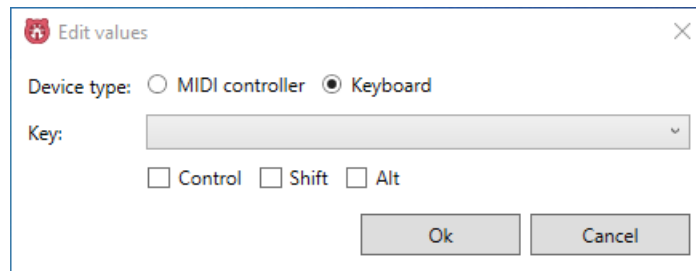 Edit values
Device type: MIDI controller Keyboard
Key:
Control Shift Alt
Ok Cancel